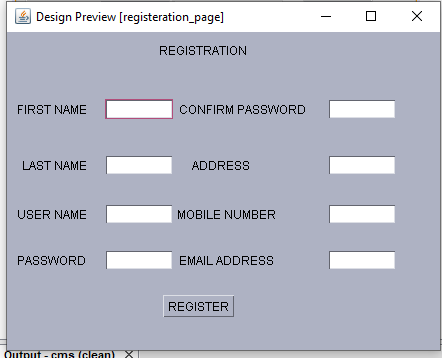 Design Preview [registeration_page]
REGISTRATION
FIRST NAME CONFIRM PASSWORD
LAST NAME ADDRESS
USER NAME MOBILE NUMBER
PASSWORD EMAIL ADDRESS
REGISTER
Output - cms (clean)